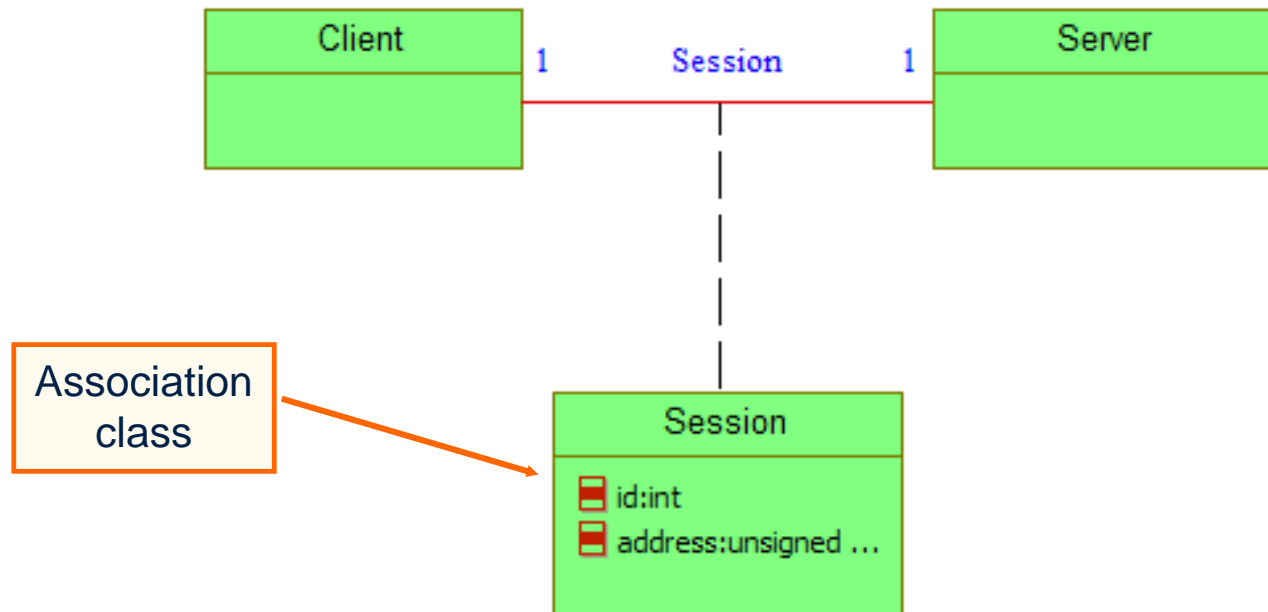 Client
1 Session 1
Server
Association
class
Session
id:int
address:unsigned ...